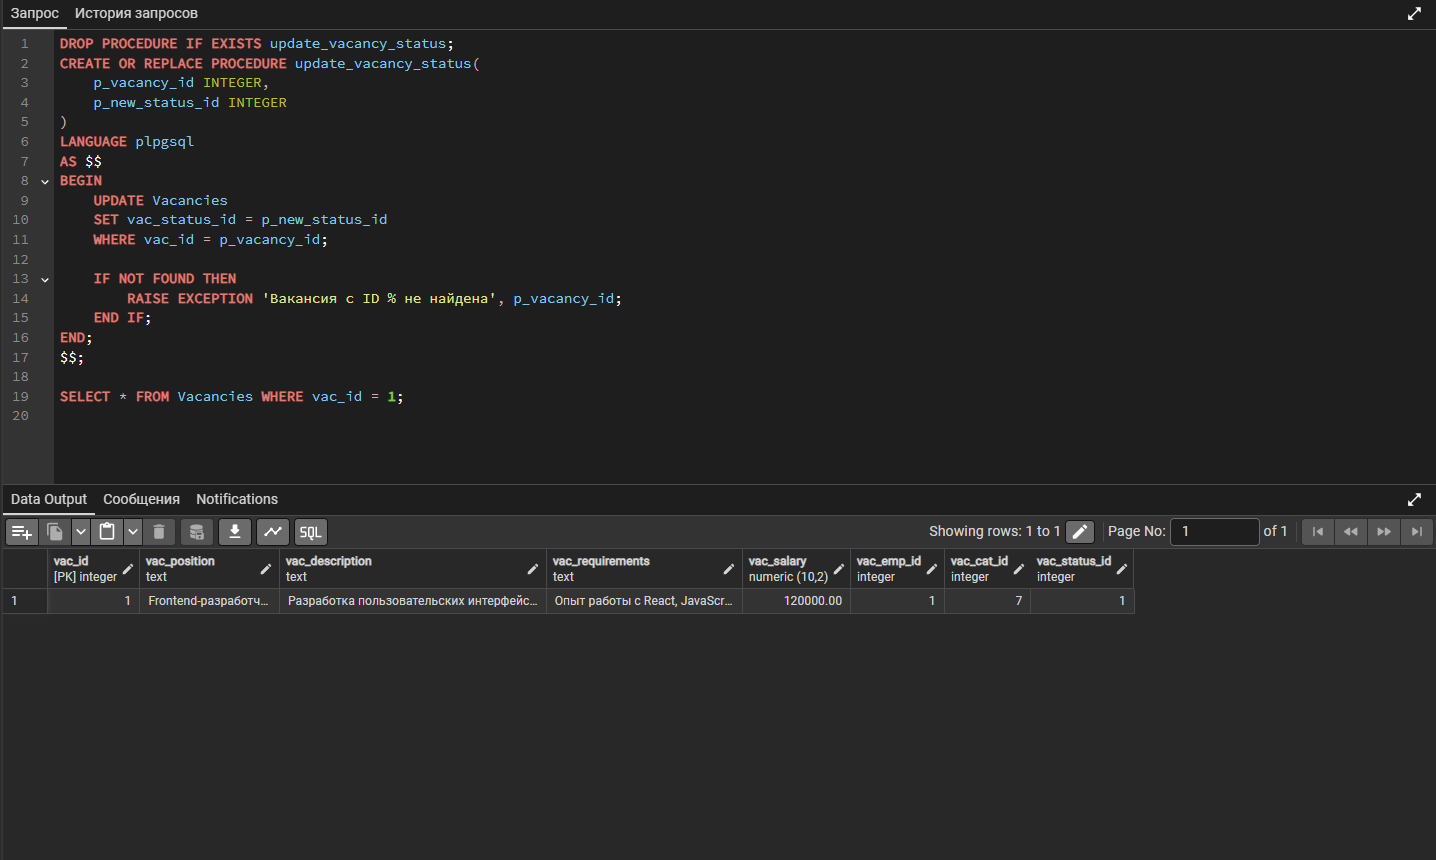 Запрос История запросов
1 DROP PROCEDURE IF EXISTS update_vacancy_status;
2 CREATE OR REPLACE PROCEDURE update_vacancy_status(
3 p_vacancy_id INTEGER,
4 p_new_status_id INTEGER
5 )
6 LANGUAGE plpgsql
7 AS $$
8 BEGIN
9 UPDATE Vacancies
10 SET vac_status_id = p_new_status_id
11 WHERE vac_id = p_vacancy_id;
12
13 IF NOT FOUND THEN
14 RAISE EXCEPTION 'Вакансия с ID % не найдена', p_vacancy_id;
15 END IF;
16 END;
17 $$;
18
19 SELECT * FROM Vacancies WHERE vac_id = 1;
20
Data Output Сообщения Notifications
SQL Showing rows: 1 to 1 Page No: 1 of 1
vac_id vac_position vac_description vac_requirements vac_salary vac_emp_id vac_cat_id vac_status_id
[PK] integer text text text numeric (10,2) integer integer integer
1 1 Frontend-разработч... Разработка пользовательских интерфейс... Опыт работы с React, JavaScr... 120000.00 1 7 1